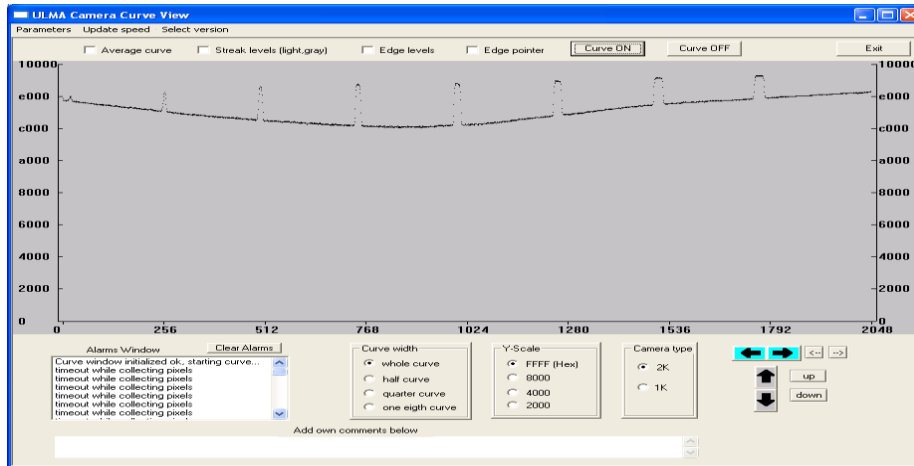 ULMA Camera Curve View
Parameters Update speed Select version
Average curve Streak levels (light,gray) Edge levels Edge pointer Curve ON Curve OFF Exit
10000 10000
e000 e000
c000 c000
a000 a000
8000 8000
6000 6000
4000 4000
2000 2000
0 0
0 256 512 768 1024 1280 1536 1792 2048
Alarms Window Clear Alarms
Curve window initialized ok, starting curve...
timeout while collecting pixels
timeout while collecting pixels
timeout while collecting pixels
timeout while collecting pixels
timeout while collecting pixels
Curve width
whole curve
half curve
quarter curve
one eigth curve
Y-Scale
FFFF (Hex)
8000
4000
2000
Camera type
2K
1K
<-- -->
up
down
Add own comments below